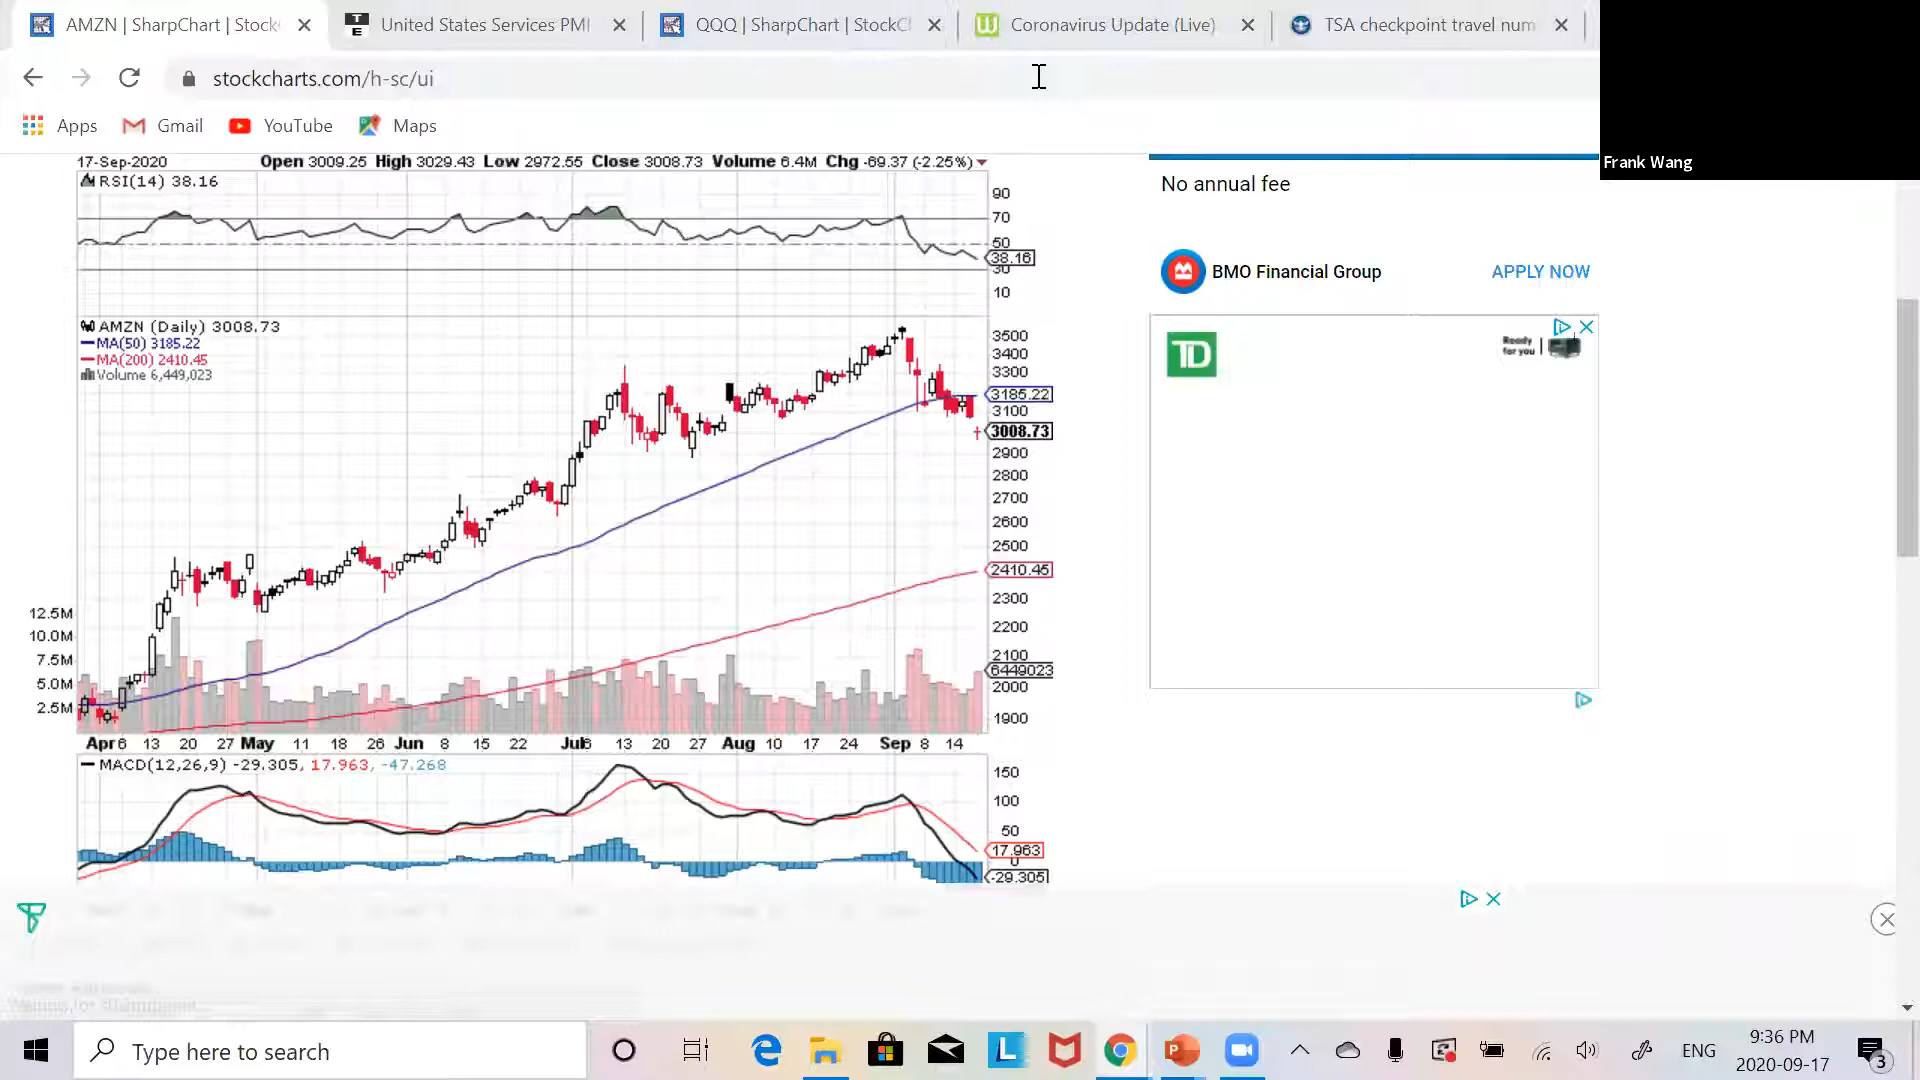 AMZN | SharpChart | Stock
United States Services PMI
QQQ | SharpChart | StockCh
Coronavirus Update (Live)
TSA checkpoint travel num
stockcharts.com/h-sc/ui
Apps Gmail YouTube Maps
Frank Wang
17-Sep-2020 Open 3009.25 High 3029.43 Low 2972.55 Close 3008.73 Volume 6.4M Chg -69.37 (-2.25%)
RSI(14) 38.16
90
70
50
38.16
30
10
AMZN (Daily) 3008.73
MA(50) 3185.22
MA(200) 2410.45
Volume 6,449,023
3500
3400
3300
3185.22
3100
3008.73
2900
2800
2700
2600
2500
2410.45
2300
2200
2100
6449023
2000
1900
12.5M
10.0M
7.5M
5.0M
2.5M
Apr 6 13 20 27 May 11 18 26 Jun 8 15 22 Jul 6 13 20 27 Aug 10 17 24 Sep 8 14
MACD(12,26,9) -29.305, 17.963, -47.268
150
100
50
17.963
0
-29.305
No annual fee
BMO Financial Group APPLY NOW
TD
Ready
for you
Type here to search
ENG
9:36 PM
2020-09-17
3